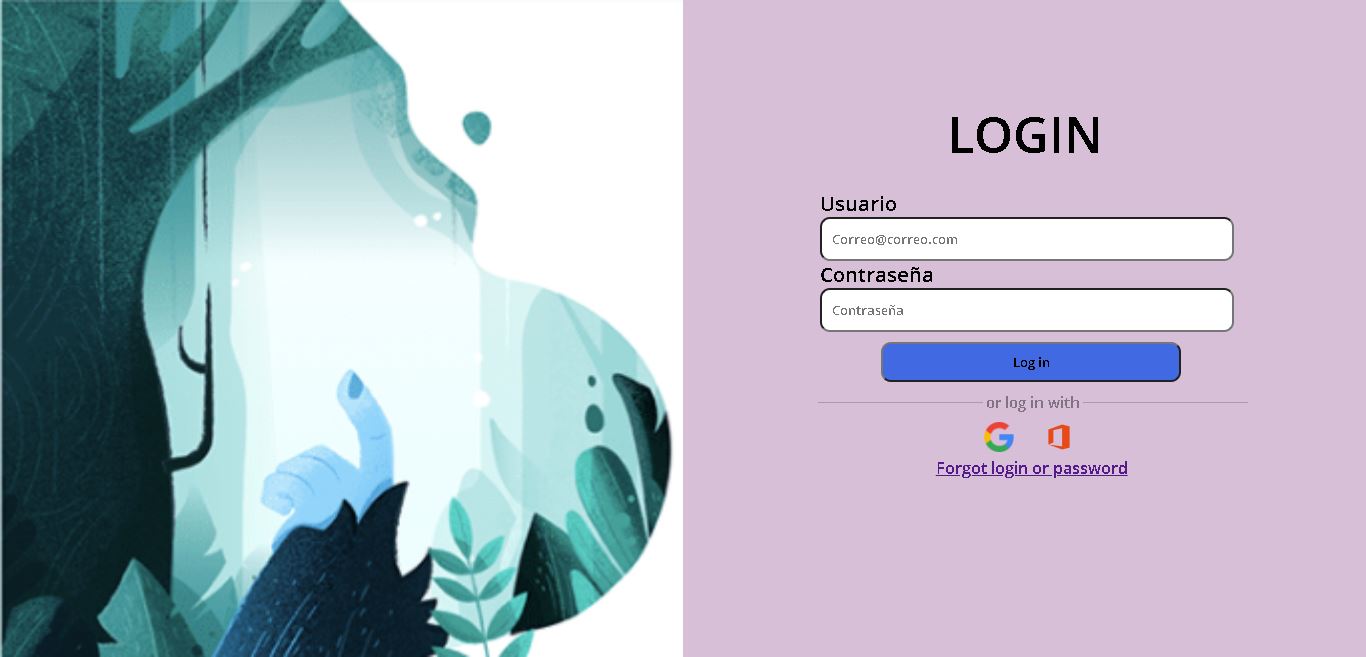 LOGIN
Usuario
Correo@correo.com
Contraseña
Contraseña
Log in
or log in with
Forgot login or password